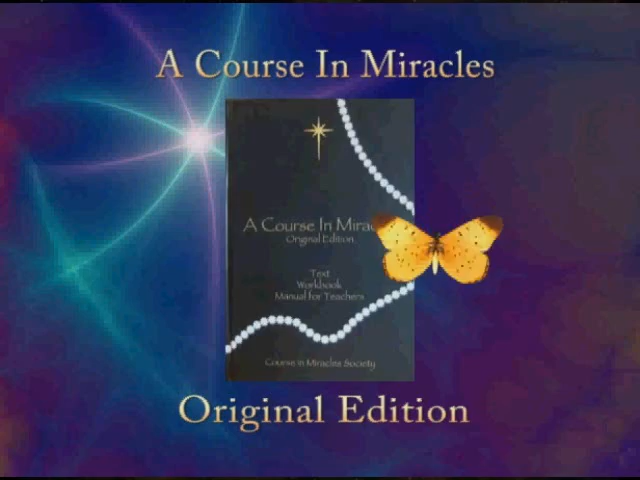 A Course In Miracles
A Course In Mirac
Original Edition
Text
Workbook
Manual for Teachers
Course in Miracles Society
Original Edition